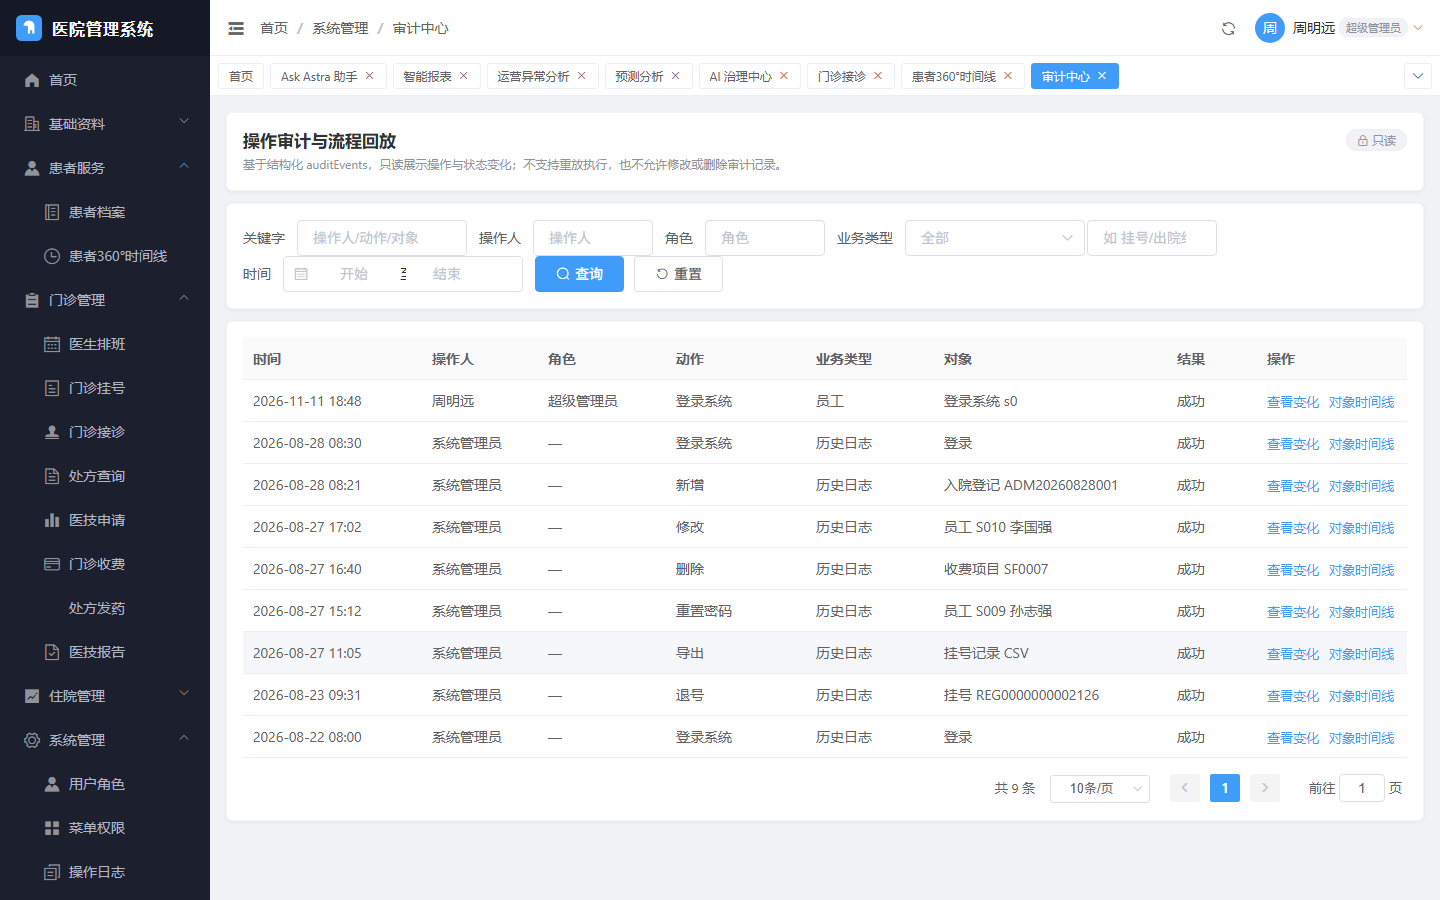 医院管理系统
首页 / 系统管理 / 审计中心
周 周明远 超级管理员
首页 Ask Astra 助手 智能报表 运营异常分析 预测分析 AI 治理中心 门诊接诊 患者360°时间线 审计中心
首页
基础资料
患者服务
患者档案
患者360°时间线
门诊管理
医生排班
门诊挂号
门诊接诊
处方查询
医技申请
门诊收费
处方发药
医技报告
住院管理
系统管理
用户角色
菜单权限
操作日志
操作审计与流程回放
只读
基于结构化 auditEvents，只读展示操作与状态变化；不支持重放执行，也不允许修改或删除审计记录。
关键字 操作人/动作/对象 操作人 操作人 角色 角色 业务类型 全部 如 挂号/出院结
时间 开始 至 结束 查询 重置
时间 操作人 角色 动作 业务类型 对象 结果 操作
2026-11-11 18:48 周明远 超级管理员 登录系统 员工 登录系统 s0 成功 查看变化 对象时间线
2026-08-28 08:30 系统管理员 — 登录系统 历史日志 登录 成功 查看变化 对象时间线
2026-08-28 08:21 系统管理员 — 新增 历史日志 入院登记 ADM20260828001 成功 查看变化 对象时间线
2026-08-27 17:02 系统管理员 — 修改 历史日志 员工 S010 李国强 成功 查看变化 对象时间线
2026-08-27 16:40 系统管理员 — 删除 历史日志 收费项目 SF0007 成功 查看变化 对象时间线
2026-08-27 15:12 系统管理员 — 重置密码 历史日志 员工 S009 孙志强 成功 查看变化 对象时间线
2026-08-27 11:05 系统管理员 — 导出 历史日志 挂号记录 CSV 成功 查看变化 对象时间线
2026-08-23 09:31 系统管理员 — 退号 历史日志 挂号 REG0000000002126 成功 查看变化 对象时间线
2026-08-22 08:00 系统管理员 — 登录系统 历史日志 登录 成功 查看变化 对象时间线
共 9 条 10条/页 1 前往 1 页